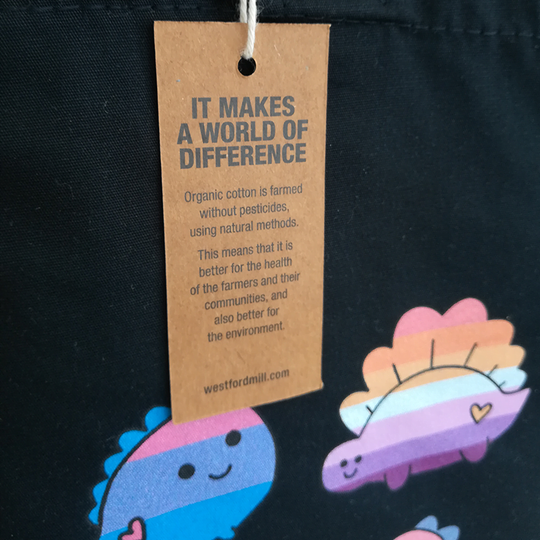 IT MAKES
A WORLD OF
DIFFERENCE
Organic cotton is farmed
without pesticides,
using natural methods.
This means that it is
better for the health
of the farmers and their
communities, and
also better for
the environment.
westfordmill.com